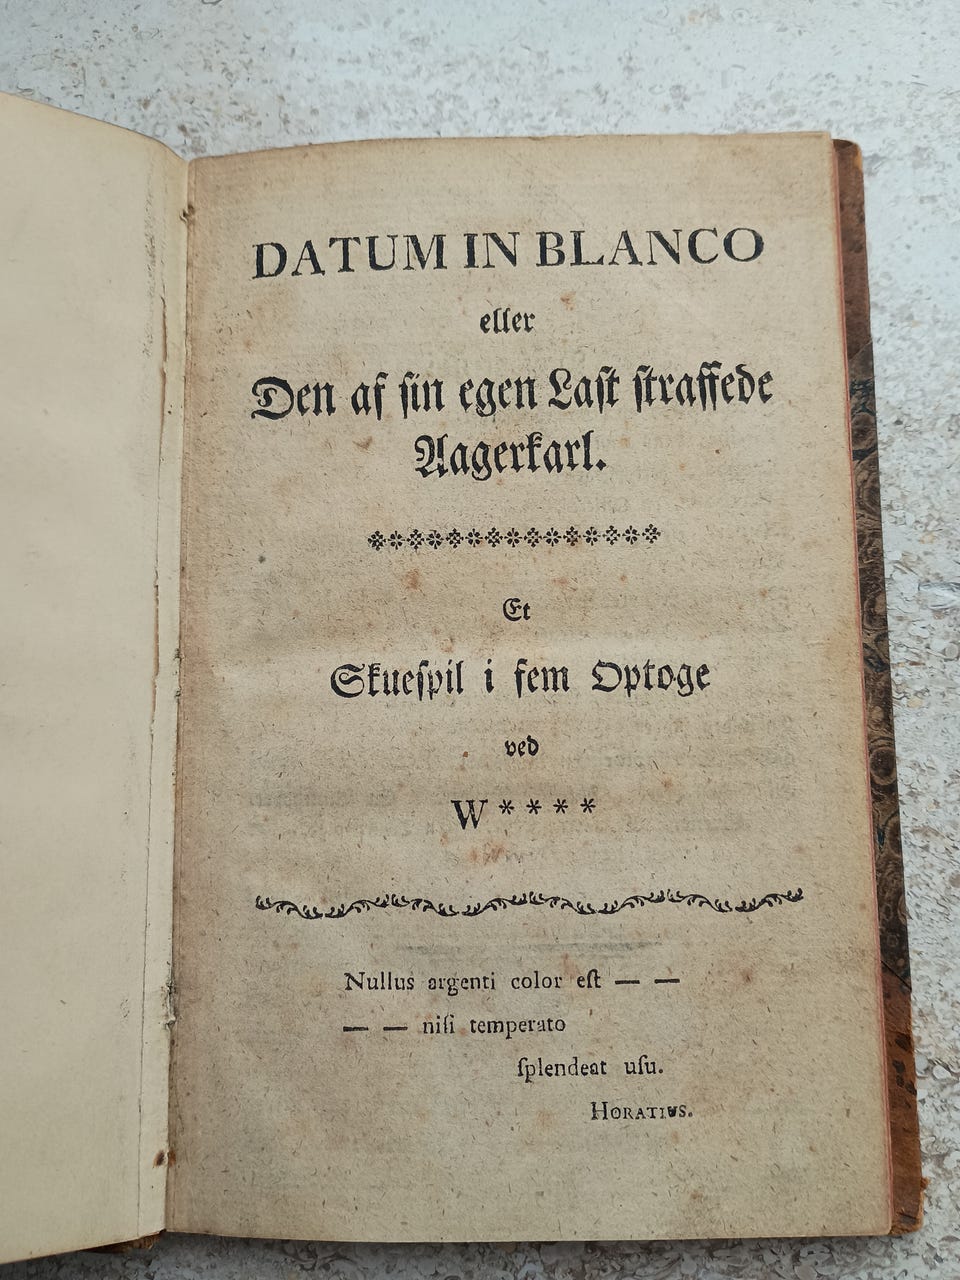 DATUM IN BLANCO
eller
Den af ſin egen Laſt ſtraffede
Aagerkarl.
Et
Skueſpil i fem Optoge
ved
W****
Nullus argenti color eſt — —
— — niſi temperato
ſplendeat uſu.
HORATIUS.